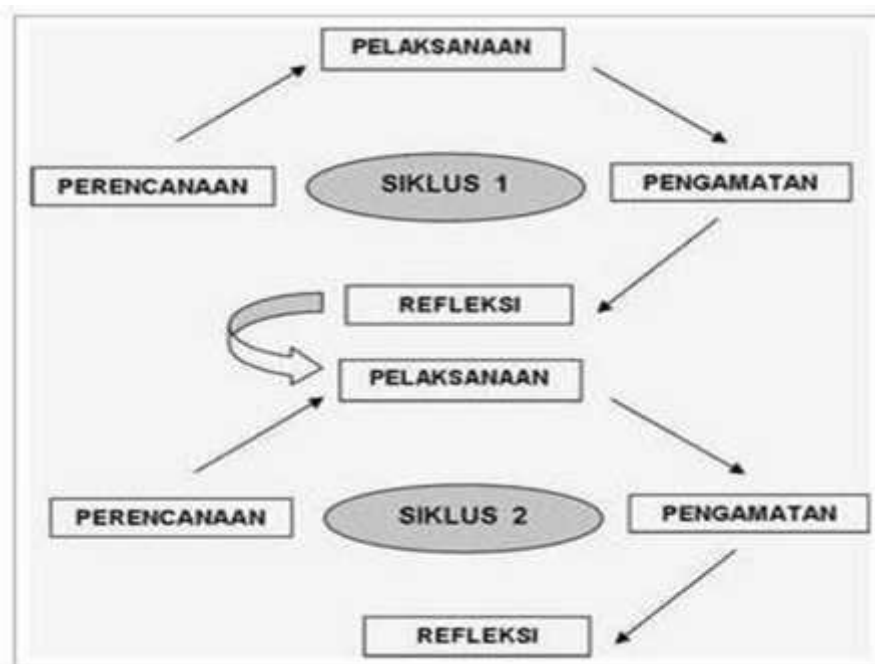 PELAKSANAAN
PERENCANAAN
SIKLUS 1
PENGAMATAN
REFLEKSI
PELAKSANAAN
PERENCANAAN
SIKLUS 2
PENGAMATAN
REFLEKSI